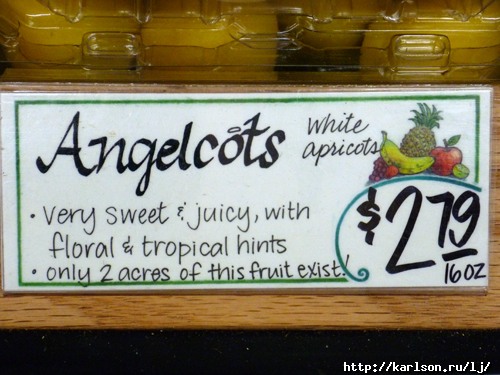 Angelcots
White
apricots
• very sweet & juicy, with
floral & tropical hints
• only 2 acres of this fruit exist!
$2.79
16 oz
http://karlson.ru/lj/